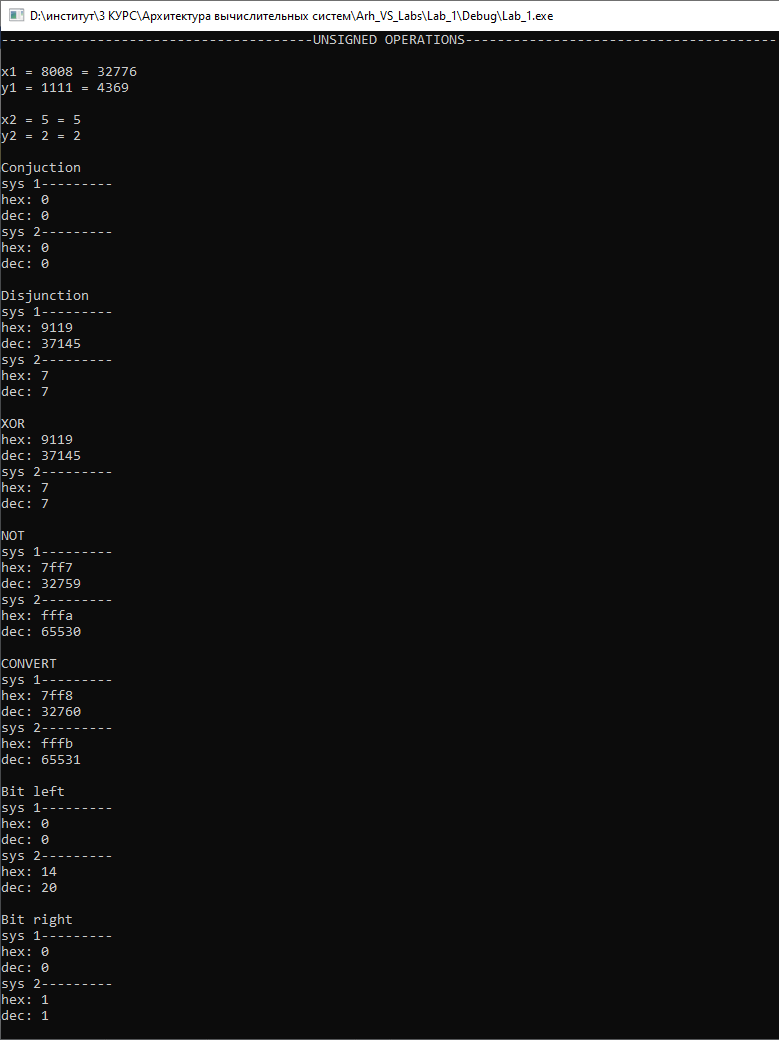 D:\институт\3 КУРС\Архитектура вычислительных систем\Arh_VS_Labs\Lab_1\Debug\Lab_1.exe
---------------------------------------UNSIGNED OPERATIONS---------------------------------------
x1 = 8008 = 32776
y1 = 1111 = 4369
x2 = 5 = 5
y2 = 2 = 2
Conjuction
sys 1---------
hex: 0
dec: 0
sys 2---------
hex: 0
dec: 0
Disjunction
sys 1---------
hex: 9119
dec: 37145
sys 2---------
hex: 7
dec: 7
XOR
hex: 9119
dec: 37145
sys 2---------
hex: 7
dec: 7
NOT
sys 1---------
hex: 7ff7
dec: 32759
sys 2---------
hex: fffa
dec: 65530
CONVERT
sys 1---------
hex: 7ff8
dec: 32760
sys 2---------
hex: fffb
dec: 65531
Bit left
sys 1---------
hex: 0
dec: 0
sys 2---------
hex: 14
dec: 20
Bit right
sys 1---------
hex: 0
dec: 0
sys 2---------
hex: 1
dec: 1